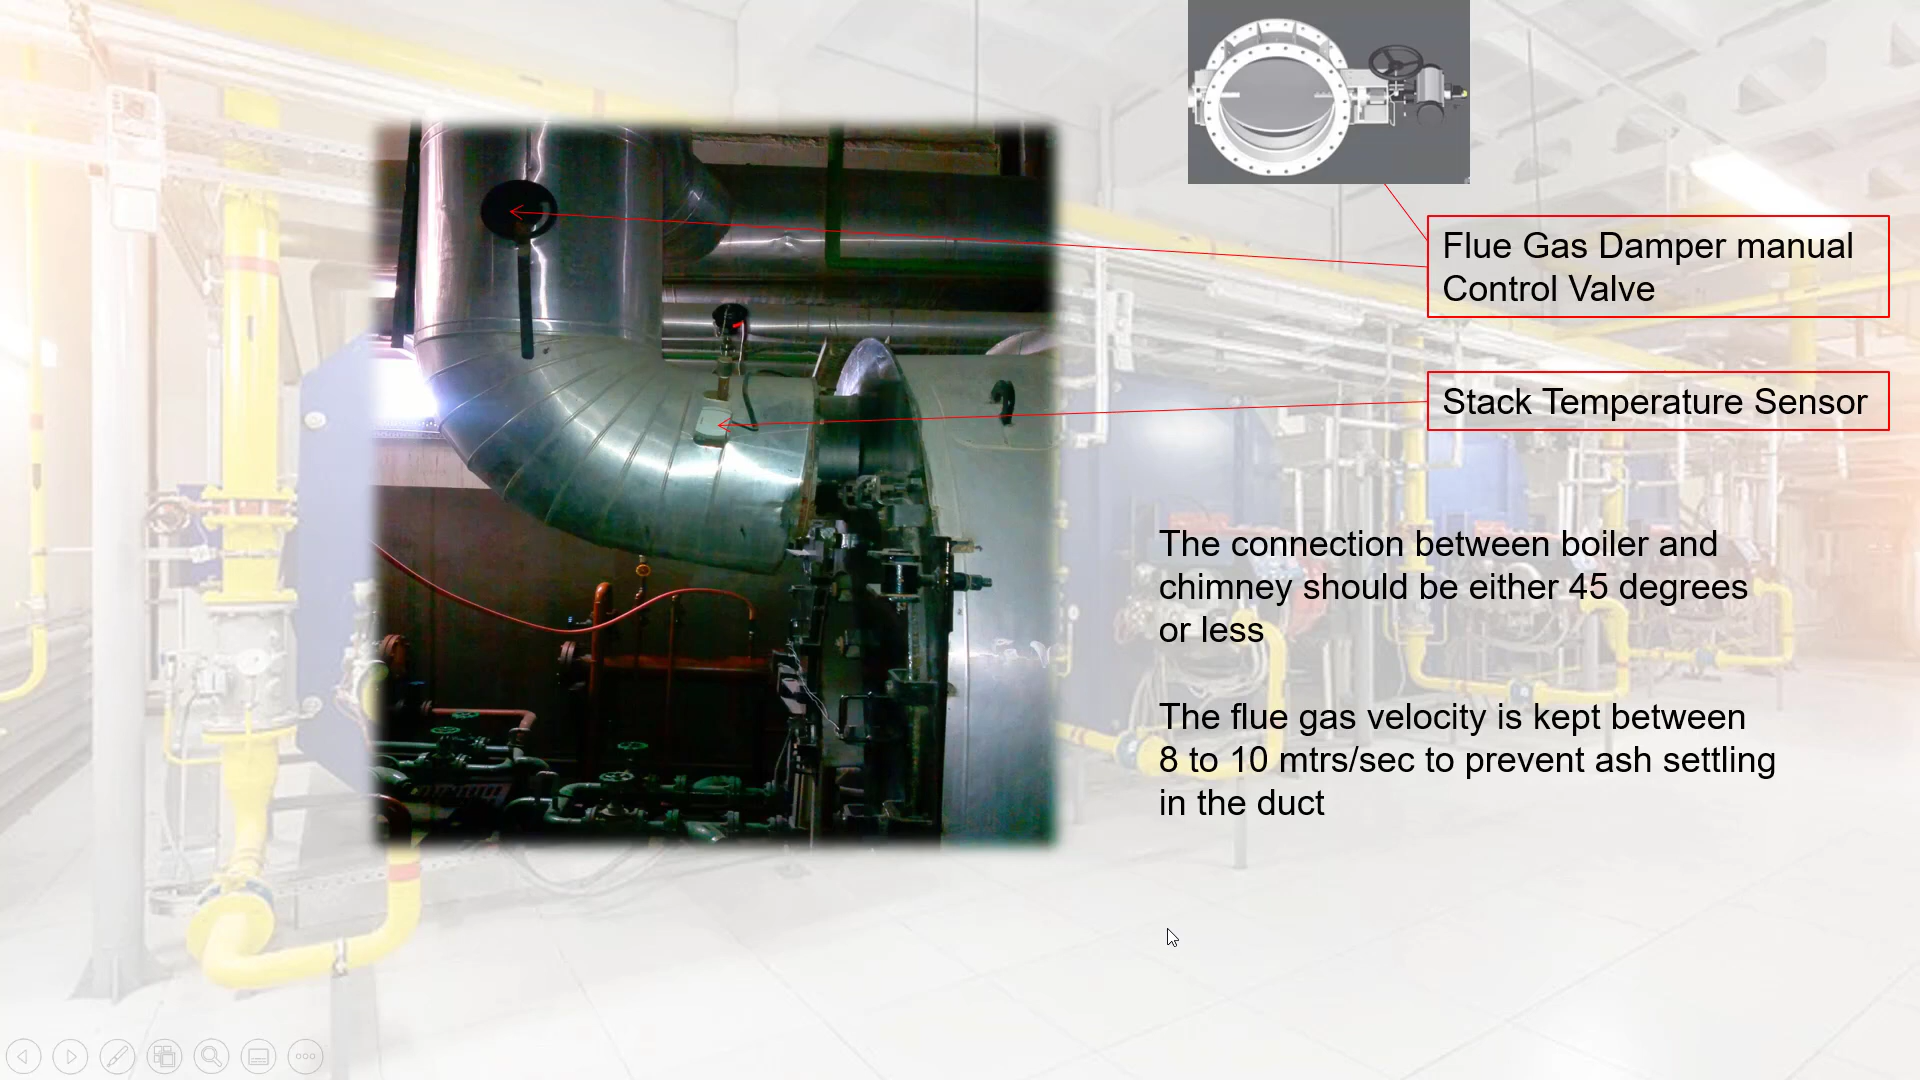 Flue Gas Damper manual
Control Valve
Stack Temperature Sensor
The connection between boiler and
chimney should be either 45 degrees
or less
The flue gas velocity is kept between
8 to 10 mtrs/sec to prevent ash settling
in the duct